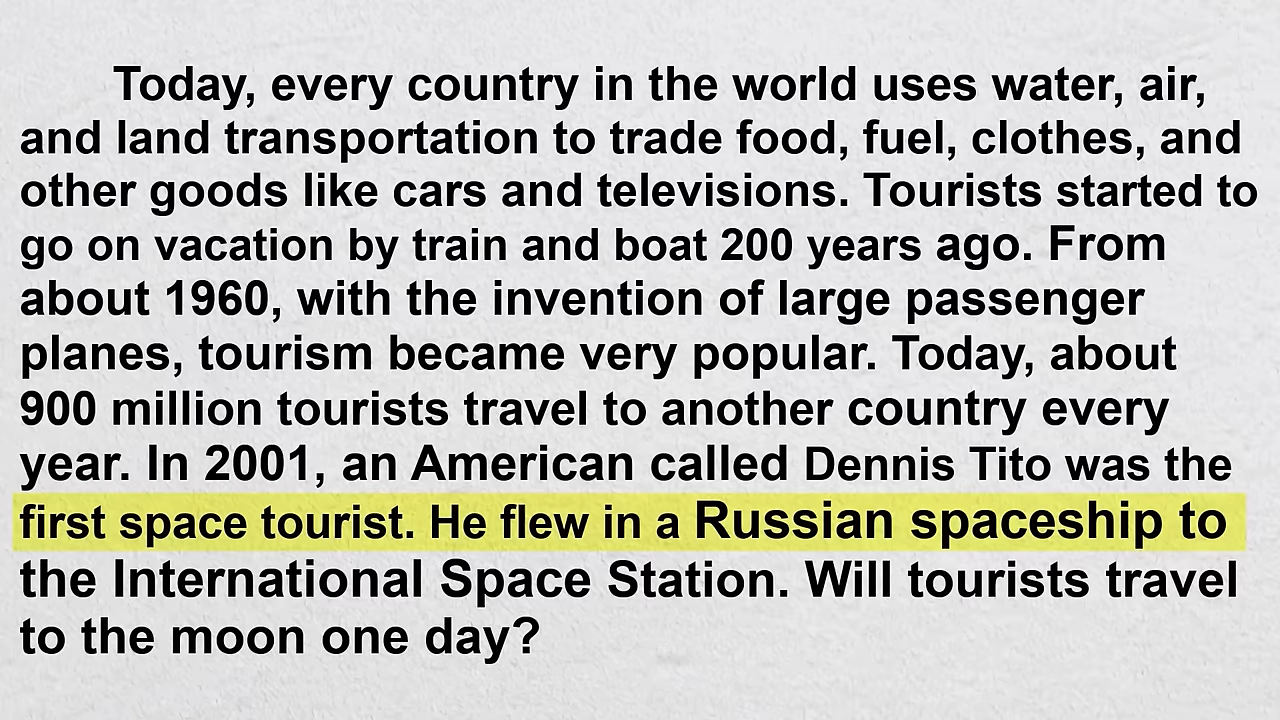 Today, every country in the world uses water, air,
and land transportation to trade food, fuel, clothes, and
other goods like cars and televisions. Tourists started to
go on vacation by train and boat 200 years ago. From
about 1960, with the invention of large passenger
planes, tourism became very popular. Today, about
900 million tourists travel to another country every
year. In 2001, an American called Dennis Tito was the
first space tourist. He flew in a Russian spaceship to
the International Space Station. Will tourists travel
to the moon one day?